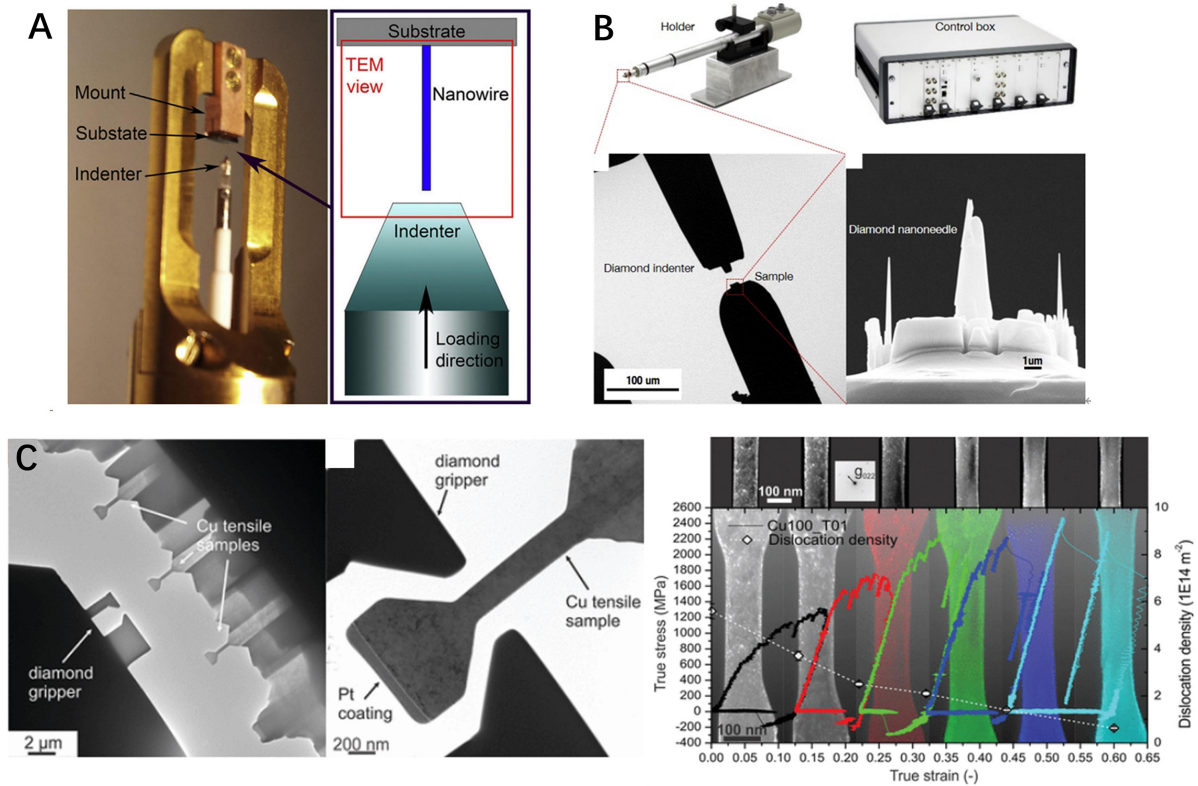 A
Mount
Substate
Indenter
Substrate
TEM
view
Nanowire
Indenter
Loading
direction
B
Holder
Control box
Diamond indenter
Sample
100 um
Diamond nanoneedle
1um
C
Cu tensile
samples
diamond
gripper
2 µm
diamond
gripper
Cu tensile
sample
Pt
coating
200 nm
g022
100 nm
Cu100_T01
Dislocation density
True stress (MPa)
2600
2400
2200
2000
1800
1600
1400
1200
1000
800
600
400
200
0
-200
-400
10
8
6
4
2
0
Dislocation density (1E14 m-2)
100 nm
0.00 0.05 0.10 0.15 0.20 0.25 0.30 0.35 0.40 0.45 0.50 0.55 0.60 0.65
True strain (-)